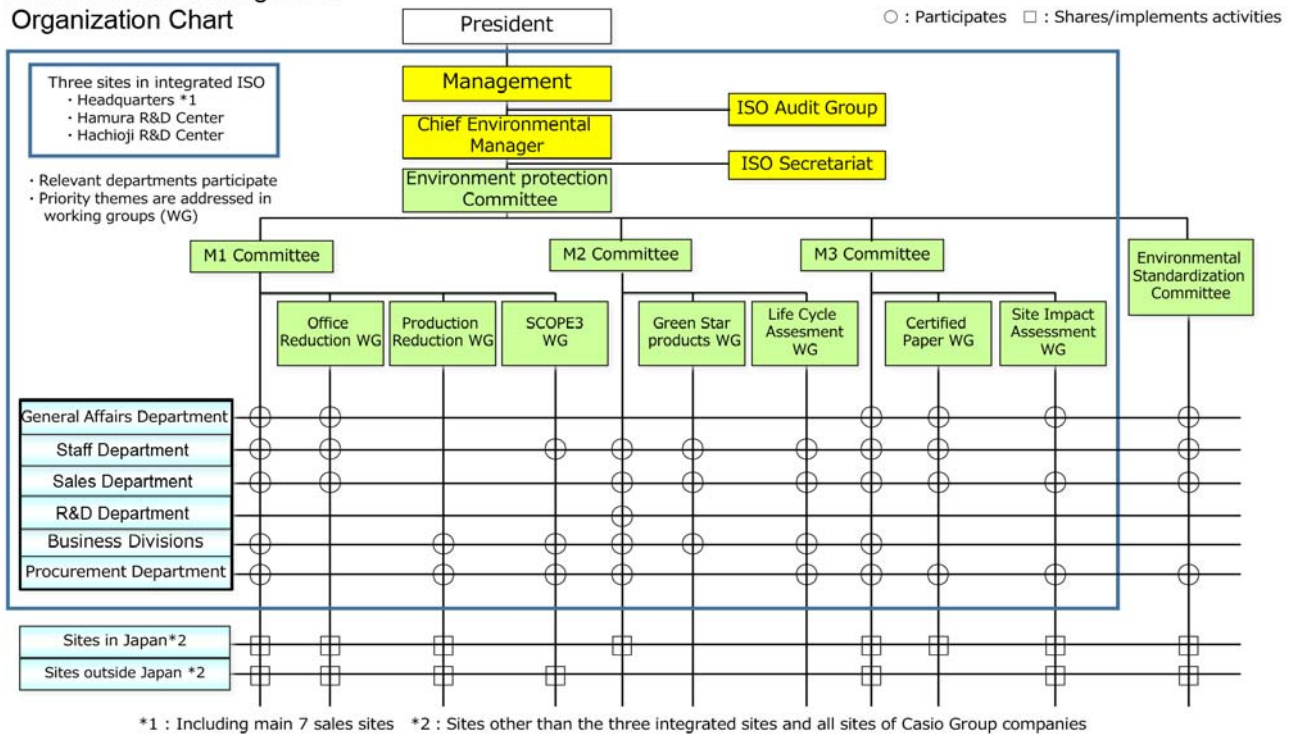 Organization Chart
○ : Participates □ : Shares/implements activities
President
Three sites in integrated ISO
・Headquarters *1
・Hamura R&D Center
・Hachioji R&D Center
Management
ISO Audit Group
Chief Environmental
Manager
ISO Secretariat
・Relevant departments participate
・Priority themes are addressed in
working groups (WG)
Environment protection
Committee
M1 Committee
M2 Committee
M3 Committee
Environmental
Standardization
Committee
Office
Reduction WG
Production
Reduction WG
SCOPE3
WG
Green Star
products WG
Life Cycle
Assesment
WG
Certified
Paper WG
Site Impact
Assessment
WG
General Affairs Department
Staff Department
Sales Department
R&D Department
Business Divisions
Procurement Department
Sites in Japan*2
Sites outside Japan *2
*1 : Including main 7 sales sites *2 : Sites other than the three integrated sites and all sites of Casio Group companies